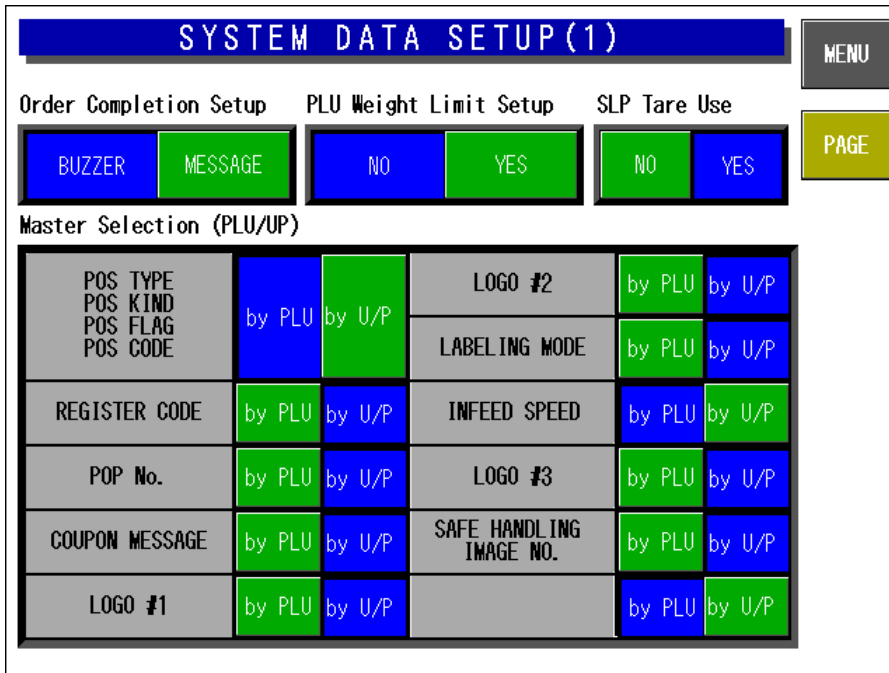 SYSTEM DATA SETUP(1)
MENU
PAGE
Order Completion Setup PLU Weight Limit Setup SLP Tare Use
BUZZER MESSAGE NO YES NO YES
Master Selection (PLU/UP)
POS TYPE
POS KIND
POS FLAG
POS CODE
by PLU by U/P
LOGO #2 by PLU by U/P
LABELING MODE by PLU by U/P
REGISTER CODE by PLU by U/P INFEED SPEED by PLU by U/P
POP No. by PLU by U/P LOGO #3 by PLU by U/P
COUPON MESSAGE by PLU by U/P
SAFE HANDLING
IMAGE NO.
by PLU by U/P
LOGO #1 by PLU by U/P by PLU by U/P